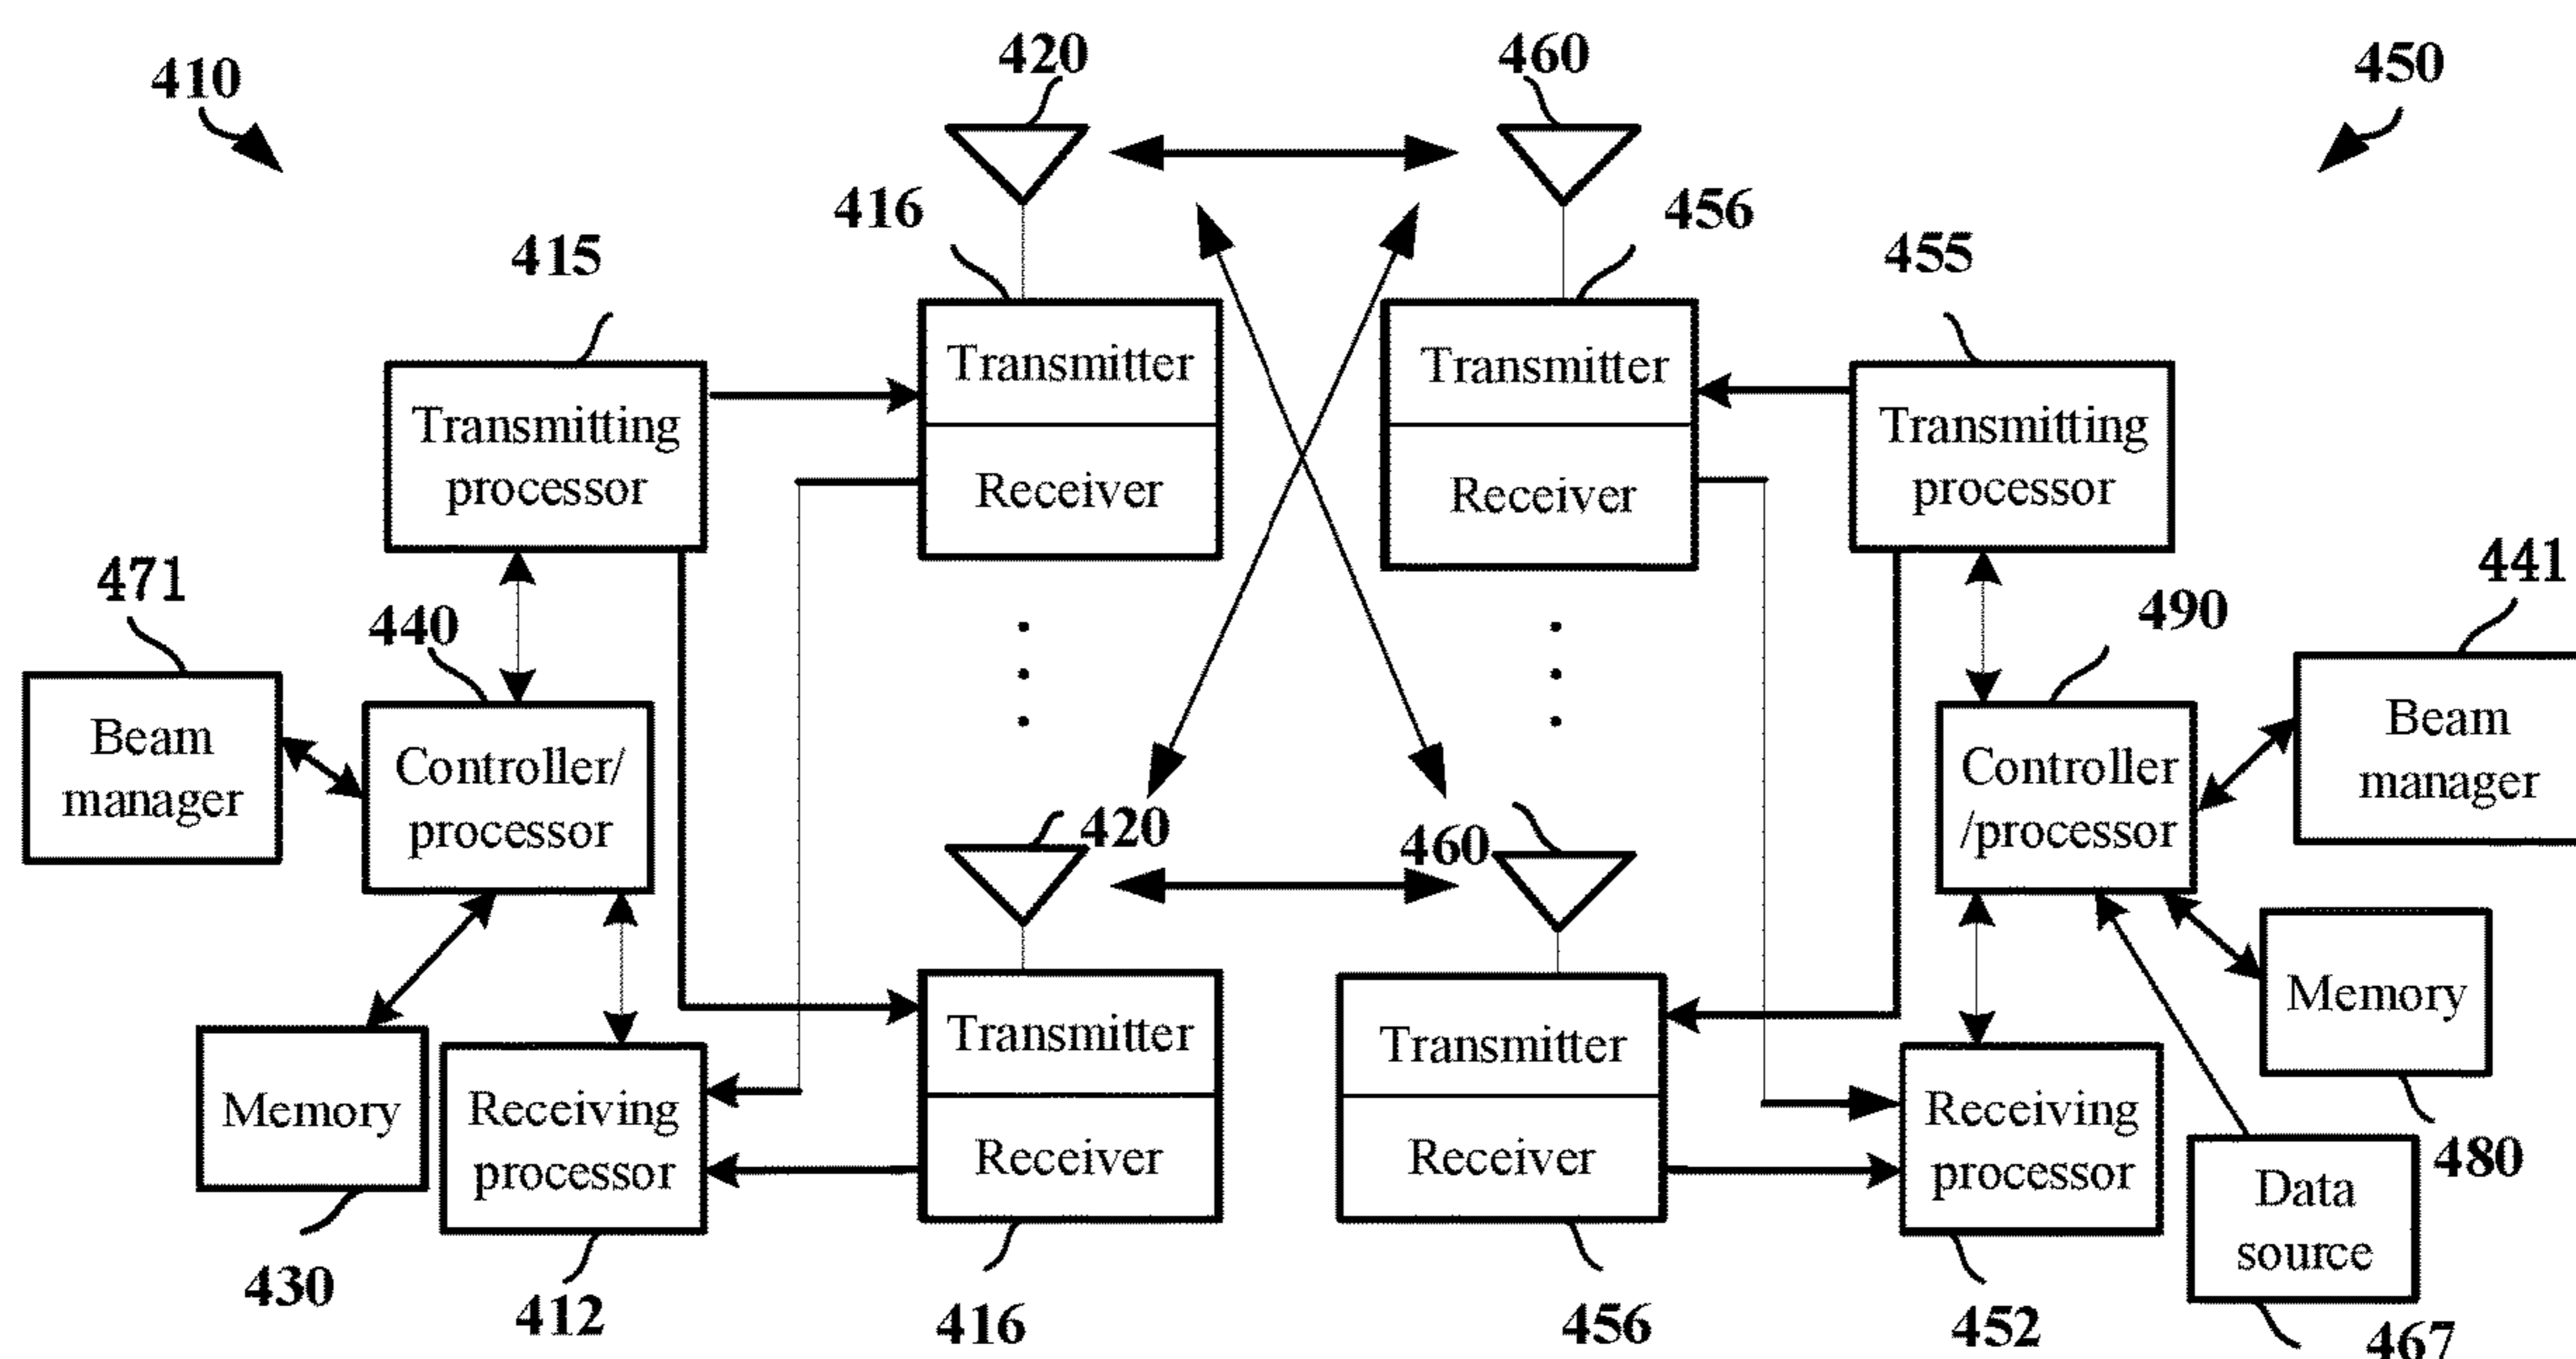 420
460
410
450
416
456
415
455
Transmitter
Transmitter
Transmitting
processor
Transmitting
processor
Receiver
Receiver
471
441
440
490
Beam
manager
Controller/
processor
Controller
/processor
Beam
manager
420
460
Memory
Transmitter
Transmitter
Memory
Receiving
processor
Receiver
Receiver
Receiving
processor
480
Data
source
430
412
416
456
452
467